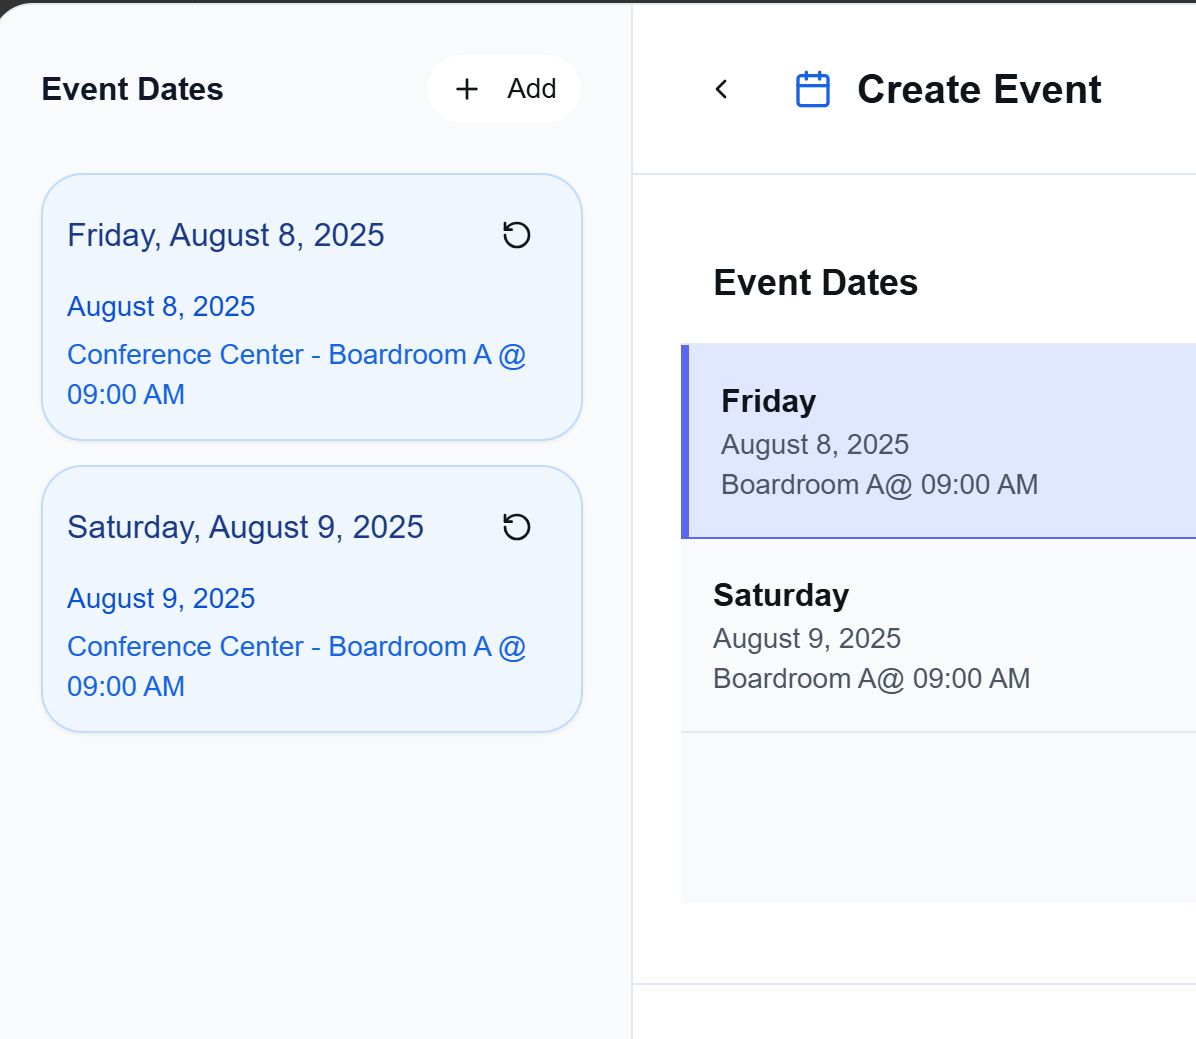 Event Dates
Add
Friday, August 8, 2025
August 8, 2025
Conference Center - Boardroom A @
09:00 AM
Saturday, August 9, 2025
August 9, 2025
Conference Center - Boardroom A @
09:00 AM
Create Event
Event Dates
Friday
August 8, 2025
Boardroom A@ 09:00 AM
Saturday
August 9, 2025
Boardroom A@ 09:00 AM